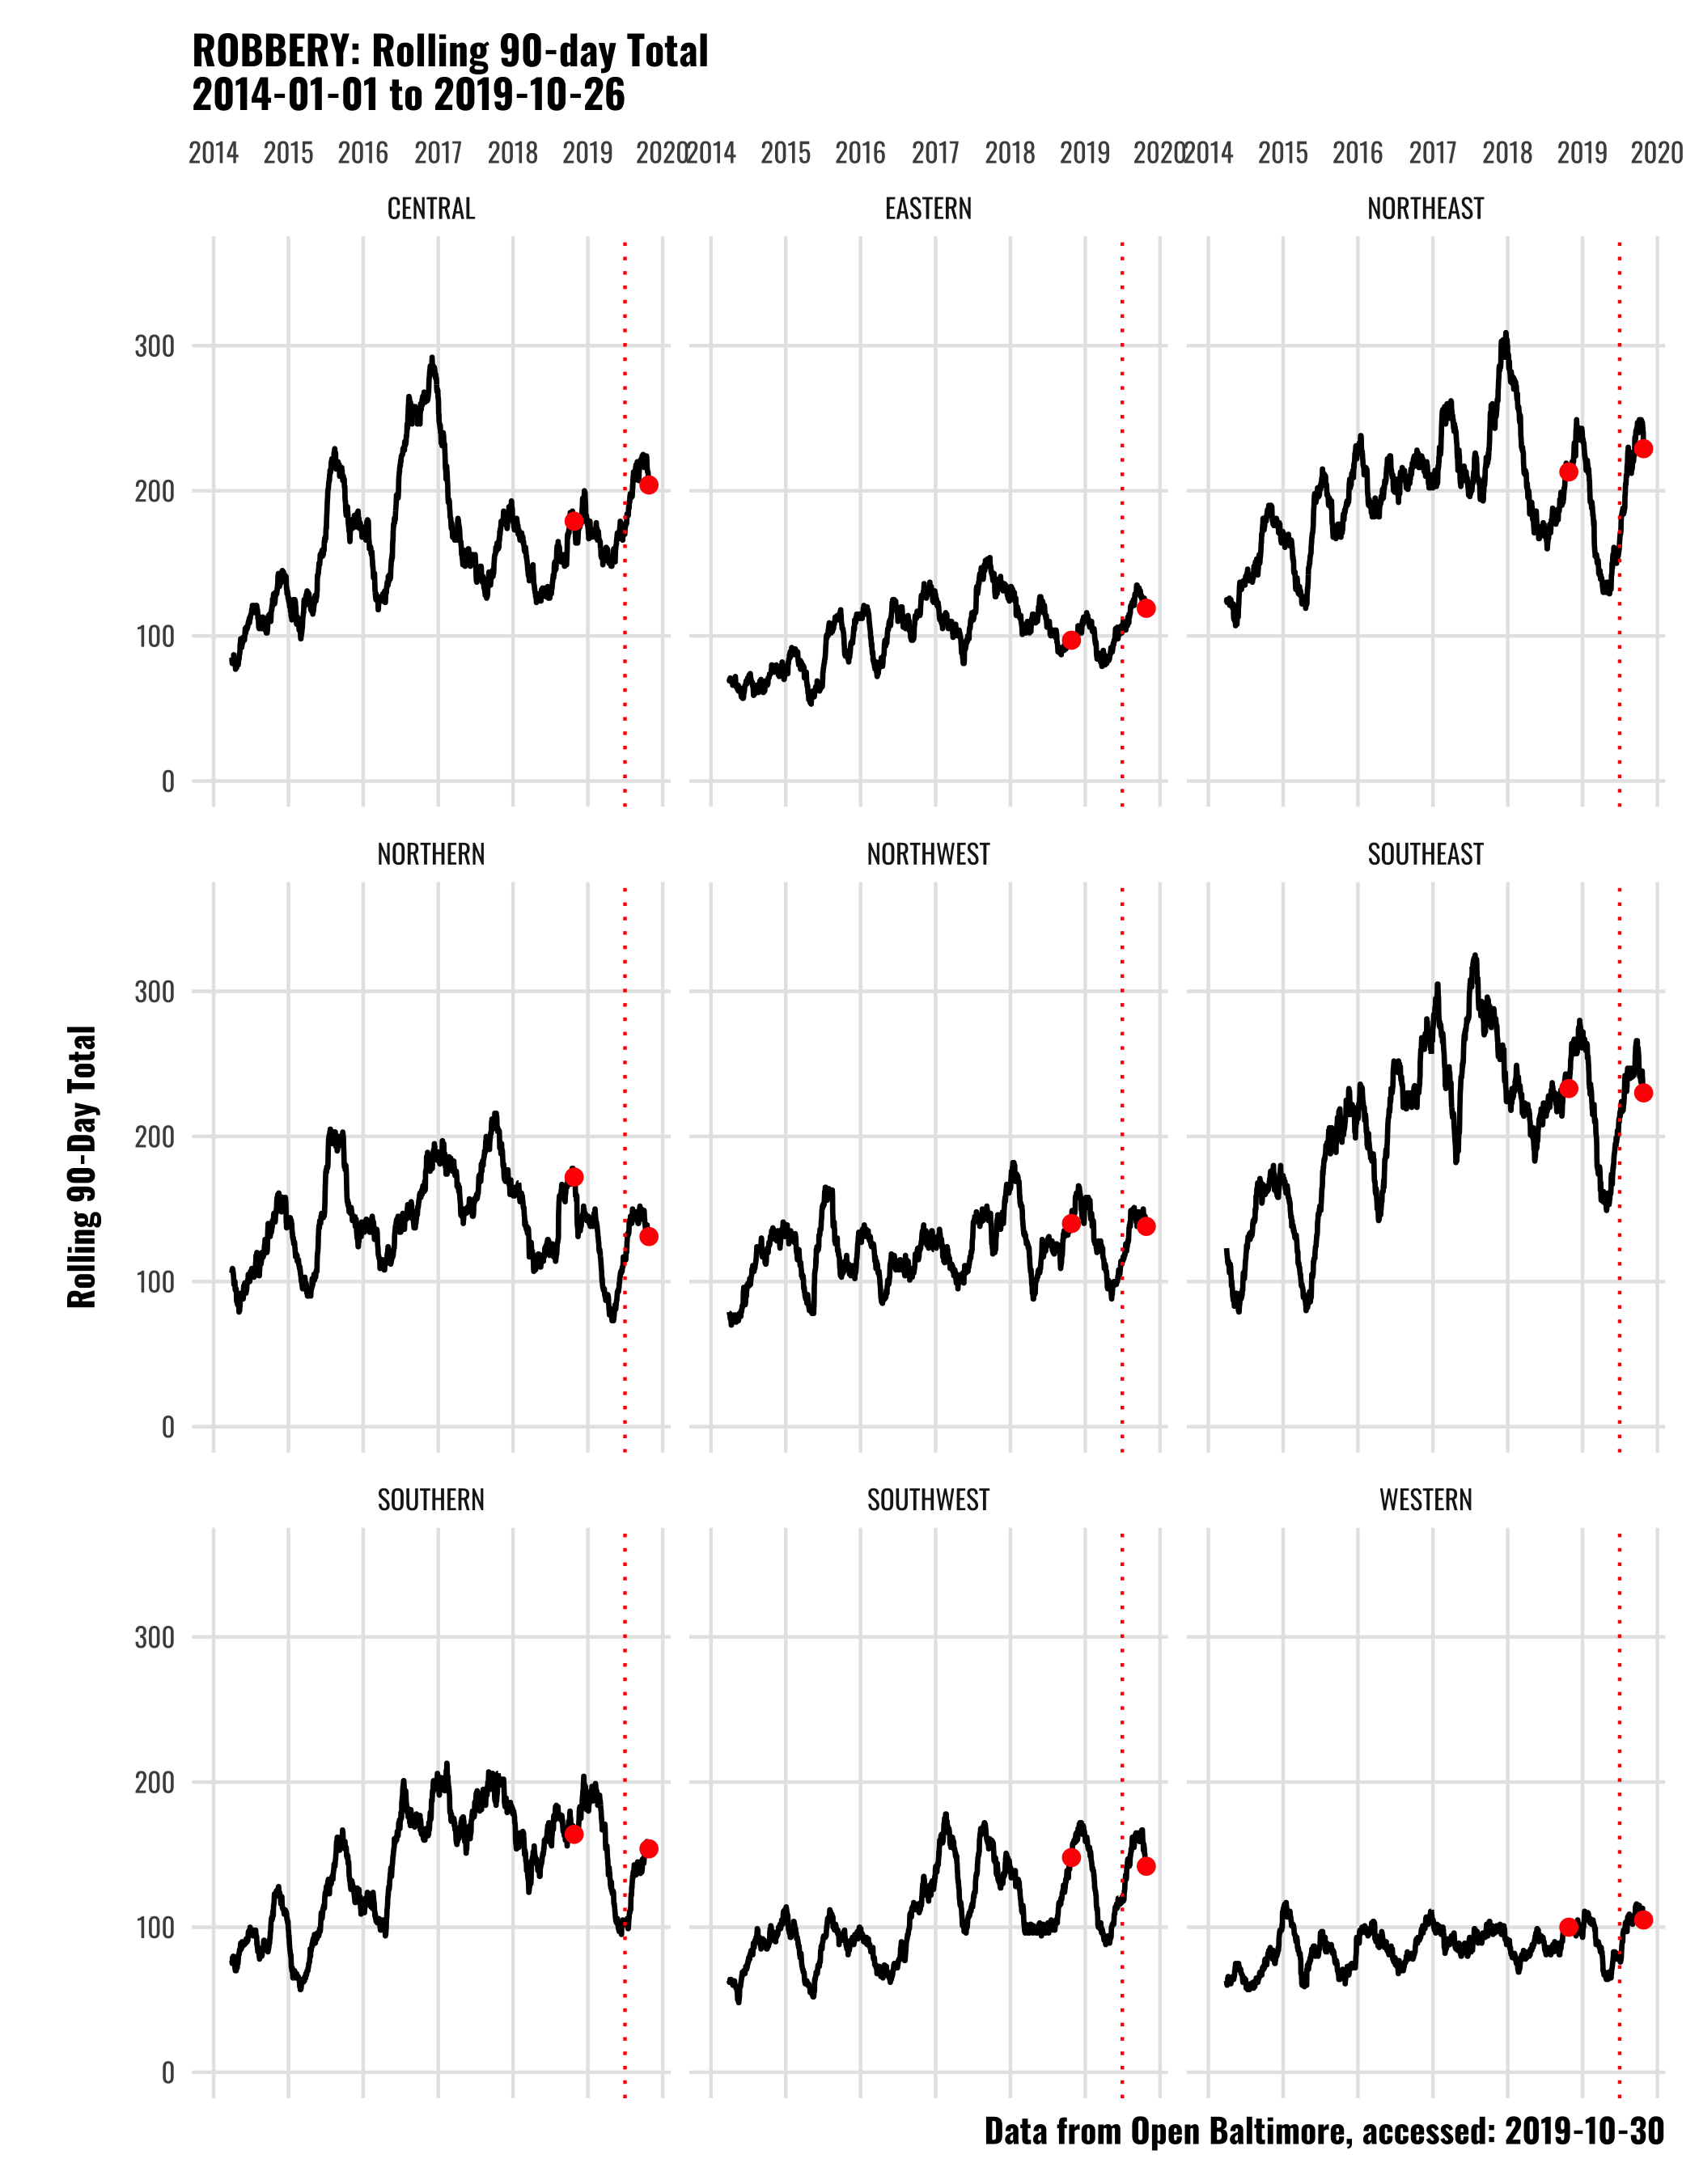 ROBBERY: Rolling 90-day Total
2014-01-01 to 2019-10-26
2014 2015 2016 2017 2018 2019 2020 2014 2015 2016 2017 2018 2019 2020 2014 2015 2016 2017 2018 2019 2020
CENTRAL EASTERN NORTHEAST
300
200
100
0
NORTHERN NORTHWEST SOUTHEAST
300
200
100
0
Rolling 90-Day Total
SOUTHERN SOUTHWEST WESTERN
300
200
100
0
Data from Open Baltimore, accessed: 2019-10-30